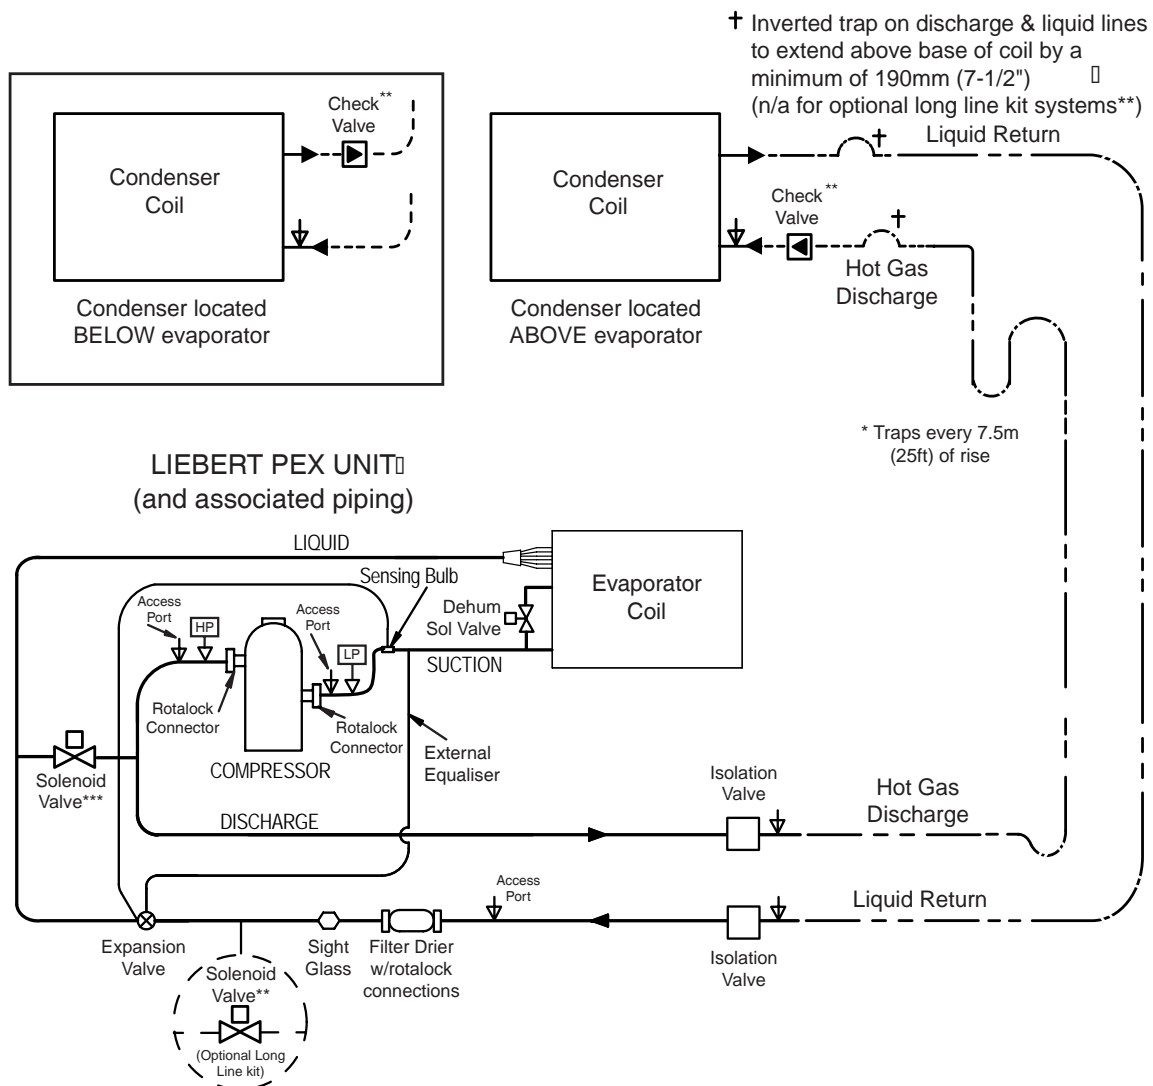 ✝ Inverted trap on discharge & liquid lines
to extend above base of coil by a
minimum of 190mm (7-1/2")
(n/a for optional long line kit systems**)
Check**
Valve
Condenser
Coil
Condenser located
BELOW evaporator
Condenser
Coil
✝
Liquid Return
Check**
Valve
✝
Hot Gas
Discharge
Condenser located
ABOVE evaporator
* Traps every 7.5m
(25ft) of rise
LIEBERT PEX UNIT
(and associated piping)
LIQUID
Sensing Bulb
Evaporator
Coil
Dehum
Sol Valve
Access
Port
HP
Access
Port
LP
SUCTION
Rotalock
Connector
Rotalock
Connector
External
Equaliser
COMPRESSOR
Solenoid
Valve***
DISCHARGE
Isolation
Valve
Hot Gas
Discharge
Access
Port
Liquid Return
Expansion
Valve
Sight
Glass
Filter Drier
w/rotalock
connections
Isolation
Valve
Solenoid
Valve**
(Optional Long
Line kit)